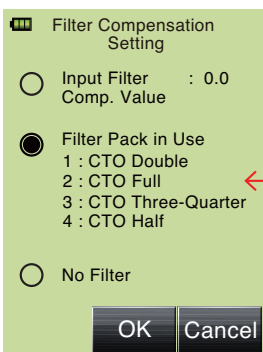 Filter Compensation
Setting
Input Filter : 0.0
Comp. Value
Filter Pack in Use
1 : CTO Double
2 : CTO Full
3 : CTO Three-Quarter
4 : CTO Half
No Filter
OK Cancel